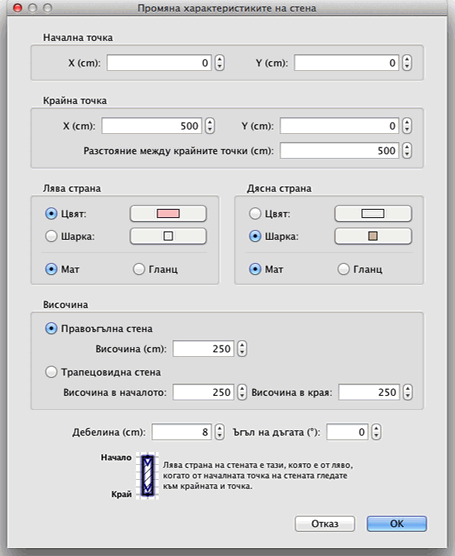 Промяна характеристиките на стена
Начална точка
X (cm): 0 Y (cm): 0
Крайна точка
X (cm): 500 Y (cm): 0
Разстояние между крайните точки (cm): 500
Лява страна
Цвят:
Шарка:
Мат Гланц
Дясна страна
Цвят:
Шарка:
Мат Гланц
Височина
Правоъгълна стена
Височина (cm): 250
Трапецовидна стена
Височина в началото: 250 Височина в края: 250
Дебелина (cm): 8 Ъгъл на дъгата (°): 0
Начало
Край
Лява страна на стената е тази, която е от ляво,
когато от началната точка на стената гледате
към крайната и точка.
Отказ OK